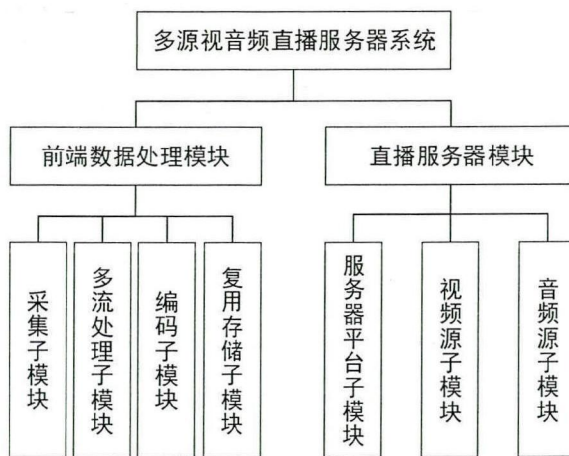 多源视音频直播服务器系统
前端数据处理模块
直播服务器模块
采集子模块
多流处理子模块
编码子模块
复用存储子模块
服务器平台子模块
视频源子模块
音频源子模块